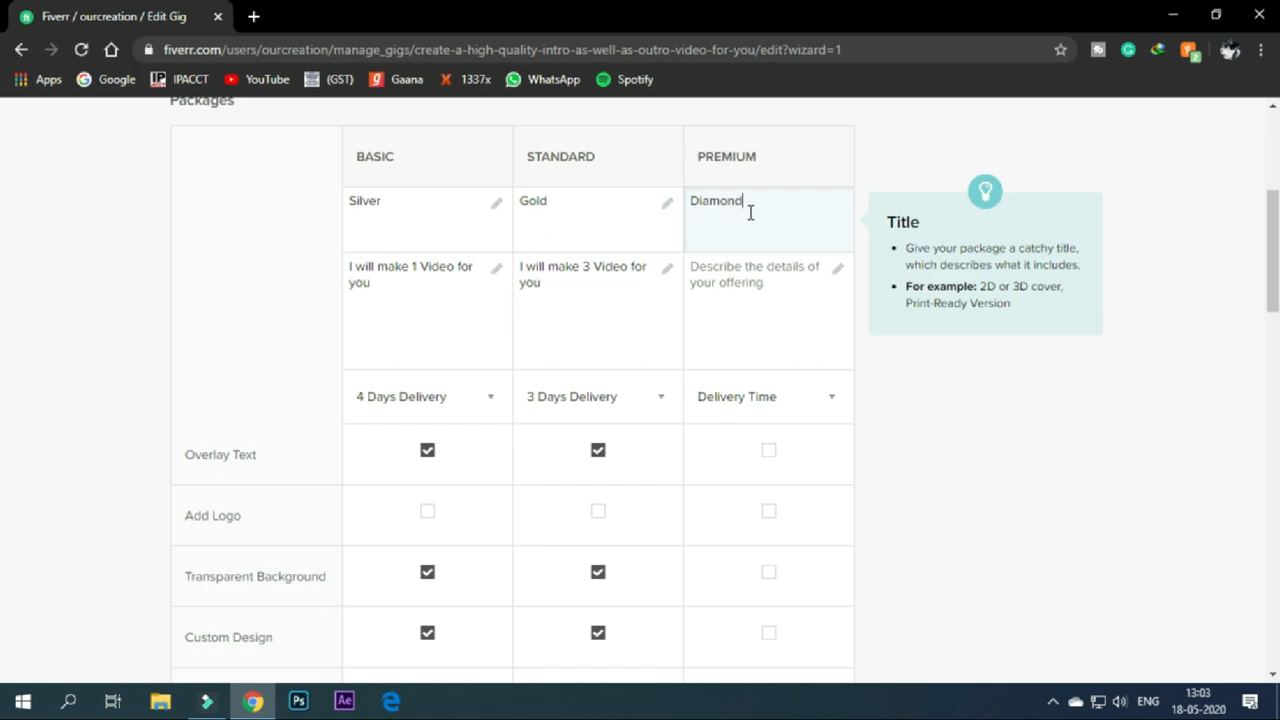 Fiverr / ourcreation / Edit Gig
fiverr.com/users/ourcreation/manage_gigs/create-a-high-quality-intro-as-well-as-outro-video-for-you/edit?wizard=1
Apps Google IPACCT YouTube (GST) Gaana 1337x WhatsApp Spotify
Packages
BASIC STANDARD PREMIUM
Silver Gold Diamond
I will make 1 Video for you
I will make 3 Video for you
Describe the details of your offering
Title
Give your package a catchy title,
which describes what it includes.
For example: 2D or 3D cover,
Print-Ready Version
4 Days Delivery 3 Days Delivery Delivery Time
Overlay Text
Add Logo
Transparent Background
Custom Design
Ps Ae ENG 13:03
18-05-2020